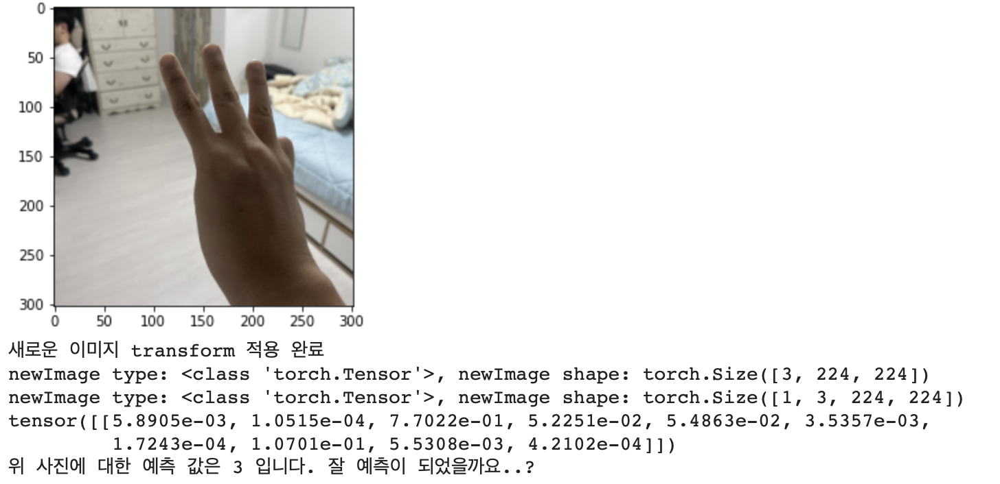 0
50
100
150
200
250
300
0 50 100 150 200 250 300
새로운 이미지 transform 적용 완료
newImage type: <class 'torch.Tensor'>, newImage shape: torch.Size([3, 224, 224])
newImage type: <class 'torch.Tensor'>, newImage shape: torch.Size([1, 3, 224, 224])
tensor([[5.8905e-03, 1.0515e-04, 7.7022e-01, 5.2251e-02, 5.4863e-02, 3.5357e-03,
1.7243e-04, 1.0701e-01, 5.5308e-03, 4.2102e-04]])
위 사진에 대한 예측 값은 3 입니다. 잘 예측이 되었을까요..?